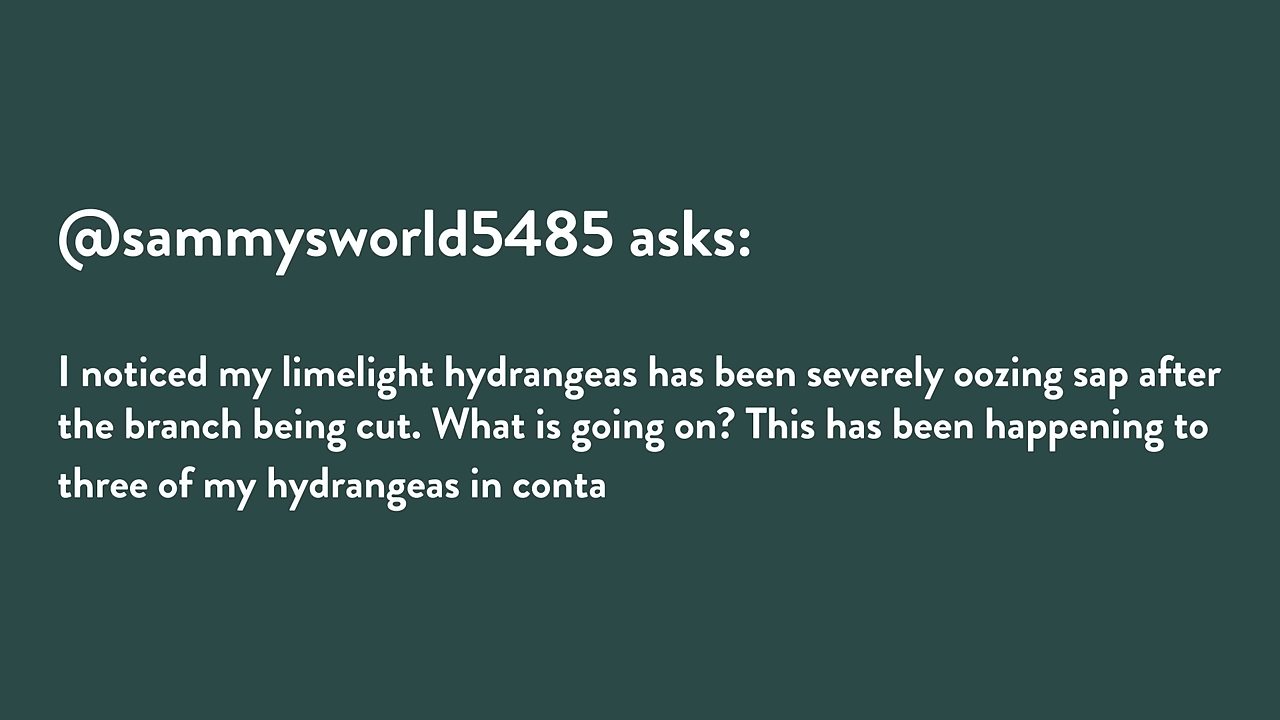 @sammysworld5485 asks:
I noticed my limelight hydrangeas has been severely oozing sap after
the branch being cut. What is going on? This has been happening to
three of my hydrangeas in conta